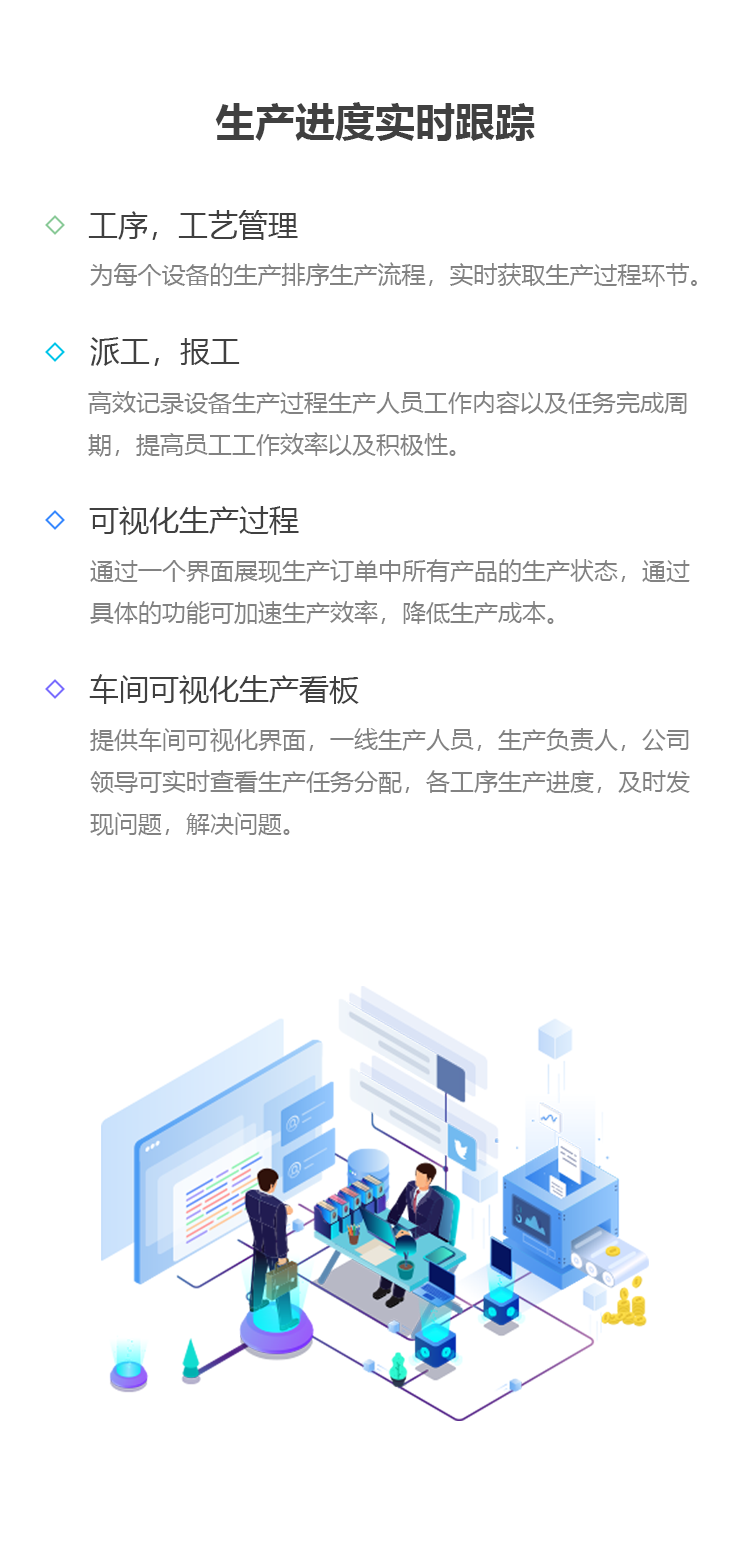 生产进度实时跟踪
工序，工艺管理
为每个设备的生产排序生产流程，实时获取生产过程环节。
派工，报工
高效记录设备生产过程生产人员工作内容以及任务完成周
期，提高员工工作效率以及积极性。
可视化生产过程
通过一个界面展现生产订单中所有产品的生产状态，通过
具体的功能可加速生产效率，降低生产成本。
车间可视化生产看板
提供车间可视化界面，一线生产人员，生产负责人，公司
领导可实时查看生产任务分配，各工序生产进度，及时发
现问题，解决问题。